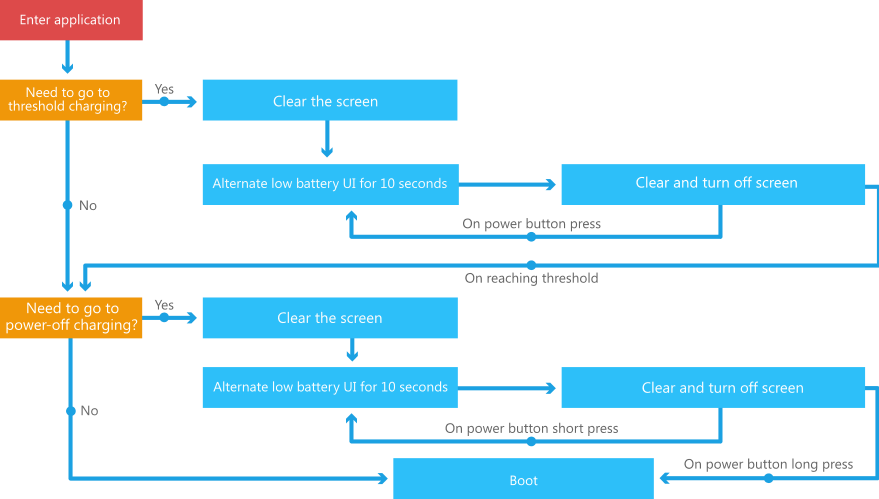 Enter application
Need to go to
threshold charging?
Yes
Clear the screen
Alternate low battery UI for 10 seconds
Clear and turn off screen
No
On power button press
On reaching threshold
Need to go to
power-off charging?
Yes
Clear the screen
Alternate low battery UI for 10 seconds
Clear and turn off screen
No
On power button short press
On power button long press
Boot